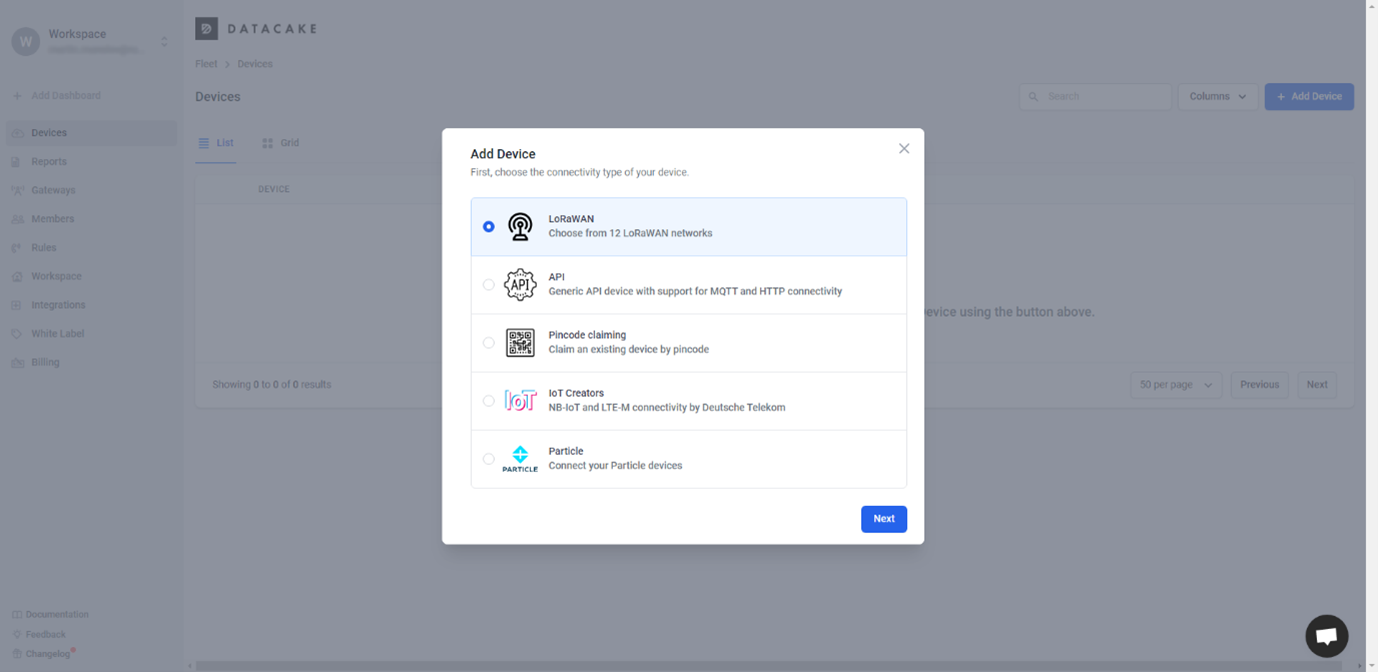 W
Workspace
DATACAKE
Fleet > Devices
Add Dashboard
Devices
Search
Columns
+ Add Device
Devices
Reports
Gateways
Members
Rules
Workspace
Integrations
White Label
Billing
List
Grid
DEVICE
evice using the button above.
Showing 0 to 0 of 0 results
50 per page
Previous
Next
Add Device
First, choose the connectivity type of your device.
LoRaWAN
Choose from 12 LoRaWAN networks
API
API
Generic API device with support for MQTT and HTTP connectivity
Pincode claiming
Claim an existing device by pincode
IoT
IoT Creators
NB-IoT and LTE-M connectivity by Deutsche Telekom
PARTICLE
Particle
Connect your Particle devices
Next
Documentation
Feedback
Changelog